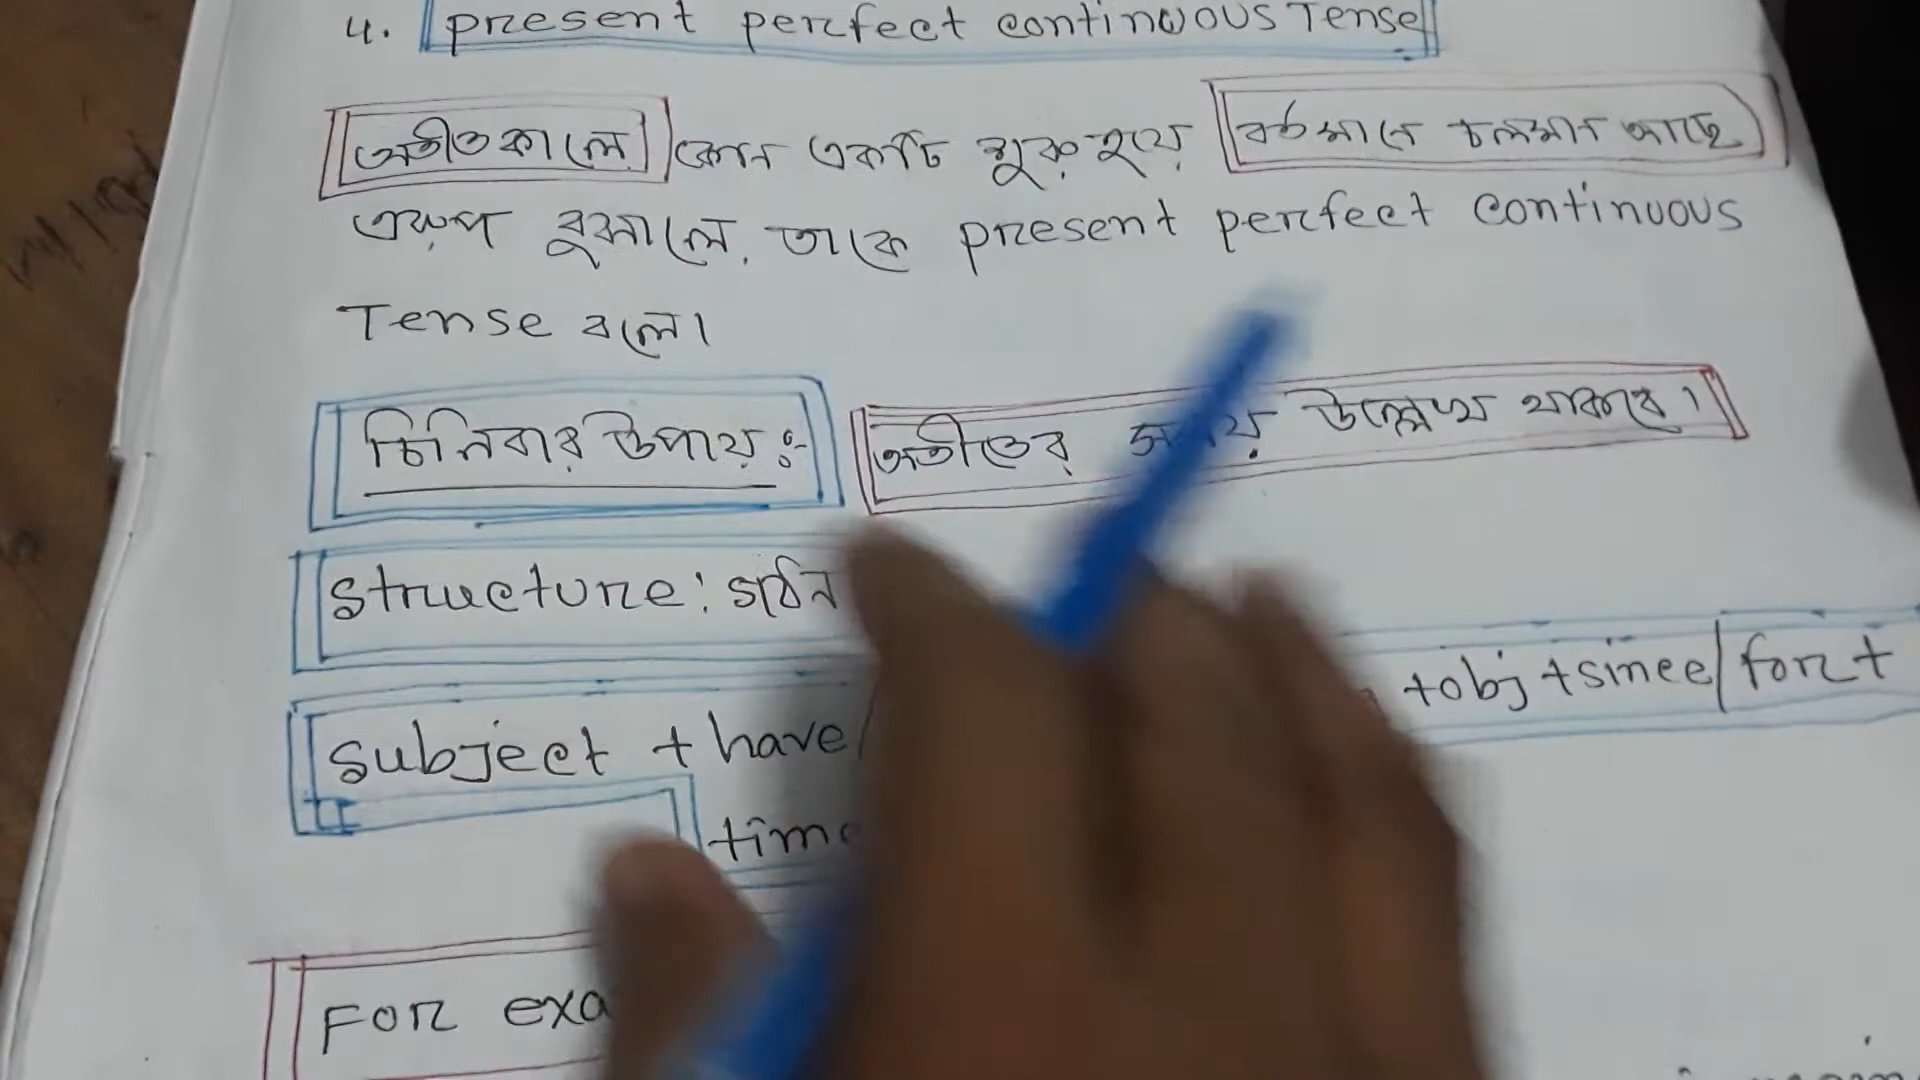 4. present perfect continuous Tense
অতীত কালে কোন একটি শুরু হয়ে বর্তমানে চলমান আছে
এরূপ বুঝালে, তাকে present perfect continuous
Tense বলে।
চিনিবার উপায়ঃ- অতীতের সময় উল্লেখ থাকবে।
structure: গঠন
subject + have/ +obj+since/for+
time
For exa